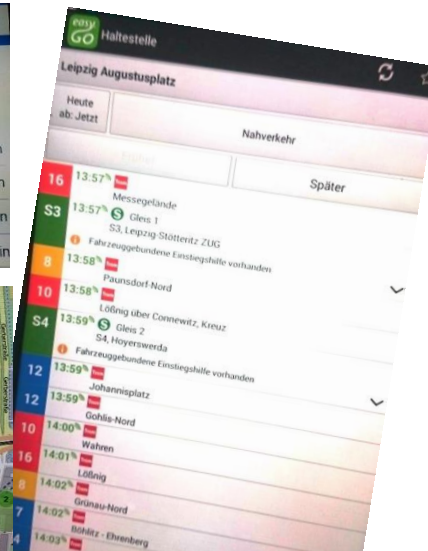 easy
GO Haltestelle
Leipzig Augustusplatz
Heute
ab: Jetzt
Nahverkehr
Später
16 13:57
Messegelände
S3 13:57 S Gleis 1
S3, Leipzig-Stötteritz ZUG
Fahrzeuggebundene Einstiegshilfe vorhanden
8 13:58
Paunsdorf-Nord
10 13:58
Lößnig über Connewitz, Kreuz
S4 13:59 S Gleis 2
S4, Hoyerswerda
Fahrzeuggebundene Einstiegshilfe vorhanden
12 13:59
Johannisplatz
12 13:59
Gohlis-Nord
10 14:00
Wahren
16 14:01
Lößnig
8 14:02
Grünau-Nord
7 14:02
Böhlitz - Ehrenberg
4 14:03